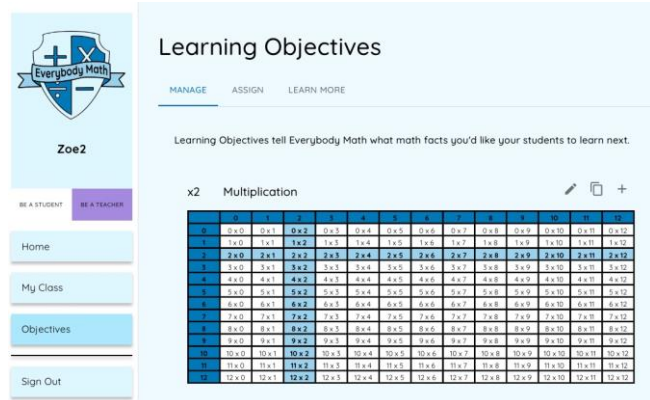 Everybody Math
Zoe2
BE A STUDENT BE A TEACHER
Home
My Class
Objectives
Sign Out
Learning Objectives
MANAGE ASSIGN LEARN MORE
Learning Objectives tell Everybody Math what math facts you'd like your students to learn next.
x2 Multiplication
0 1 2 3 4 5 6 7 8 9 10 11 12
0 0 x 0 0 x 1 0 x 2 0 x 3 0 x 4 0 x 5 0 x 6 0 x 7 0 x 8 0 x 9 0 x 10 0 x 11 0 x 12
1 1 x 0 1 x 1 1 x 2 1 x 3 1 x 4 1 x 5 1 x 6 1 x 7 1 x 8 1 x 9 1 x 10 1 x 11 1 x 12
2 2 x 0 2 x 1 2 x 2 2 x 3 2 x 4 2 x 5 2 x 6 2 x 7 2 x 8 2 x 9 2 x 10 2 x 11 2 x 12
3 3 x 0 3 x 1 3 x 2 3 x 3 3 x 4 3 x 5 3 x 6 3 x 7 3 x 8 3 x 9 3 x 10 3 x 11 3 x 12
4 4 x 0 4 x 1 4 x 2 4 x 3 4 x 4 4 x 5 4 x 6 4 x 7 4 x 8 4 x 9 4 x 10 4 x 11 4 x 12
5 5 x 0 5 x 1 5 x 2 5 x 3 5 x 4 5 x 5 5 x 6 5 x 7 5 x 8 5 x 9 5 x 10 5 x 11 5 x 12
6 6 x 0 6 x 1 6 x 2 6 x 3 6 x 4 6 x 5 6 x 6 6 x 7 6 x 8 6 x 9 6 x 10 6 x 11 6 x 12
7 7 x 0 7 x 1 7 x 2 7 x 3 7 x 4 7 x 5 7 x 6 7 x 7 7 x 8 7 x 9 7 x 10 7 x 11 7 x 12
8 8 x 0 8 x 1 8 x 2 8 x 3 8 x 4 8 x 5 8 x 6 8 x 7 8 x 8 8 x 9 8 x 10 8 x 11 8 x 12
9 9 x 0 9 x 1 9 x 2 9 x 3 9 x 4 9 x 5 9 x 6 9 x 7 9 x 8 9 x 9 9 x 10 9 x 11 9 x 12
10 10 x 0 10 x 1 10 x 2 10 x 3 10 x 4 10 x 5 10 x 6 10 x 7 10 x 8 10 x 9 10 x 10 10 x 11 10 x 12
11 11 x 0 11 x 1 11 x 2 11 x 3 11 x 4 11 x 5 11 x 6 11 x 7 11 x 8 11 x 9 11 x 10 11 x 11 11 x 12
12 12 x 0 12 x 1 12 x 2 12 x 3 12 x 4 12 x 5 12 x 6 12 x 7 12 x 8 12 x 9 12 x 10 12 x 11 12 x 12